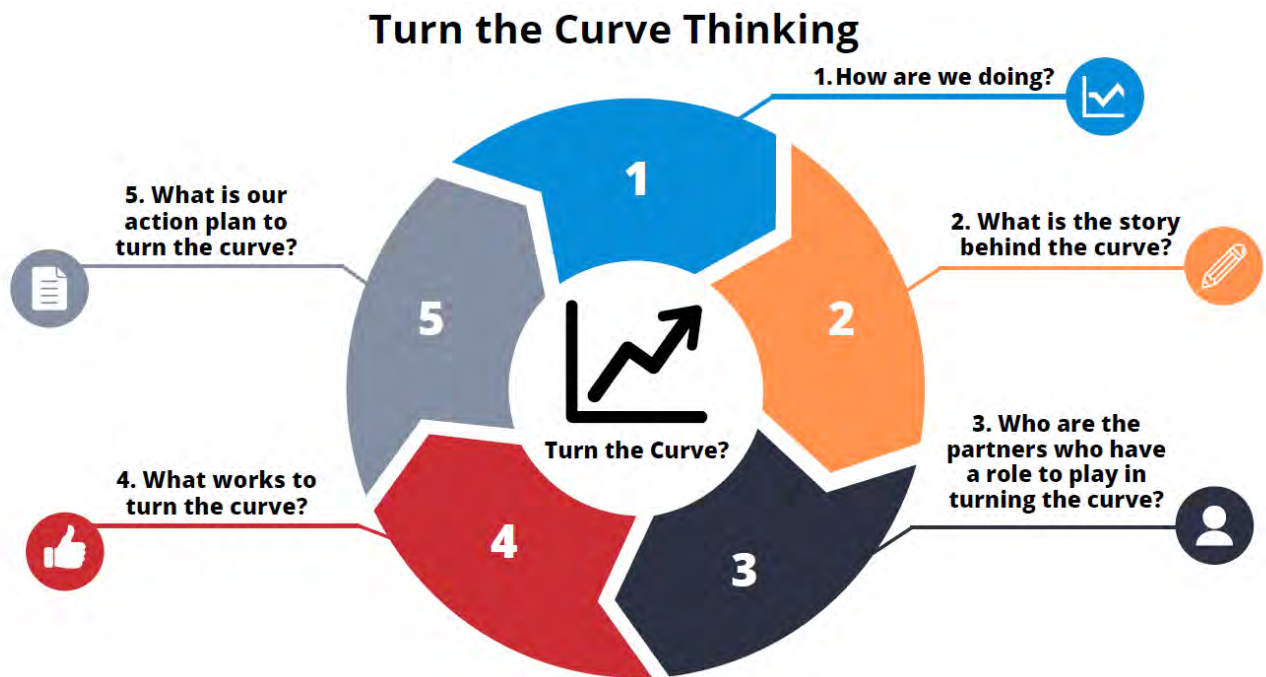 Turn the Curve Thinking
1.How are we doing?
1
5. What is our
action plan to
turn the curve?
2. What is the story
behind the curve?
5
2
Turn the Curve?
3. Who are the
partners who have
a role to play in
turning the curve?
4. What works to
turn the curve?
4
3